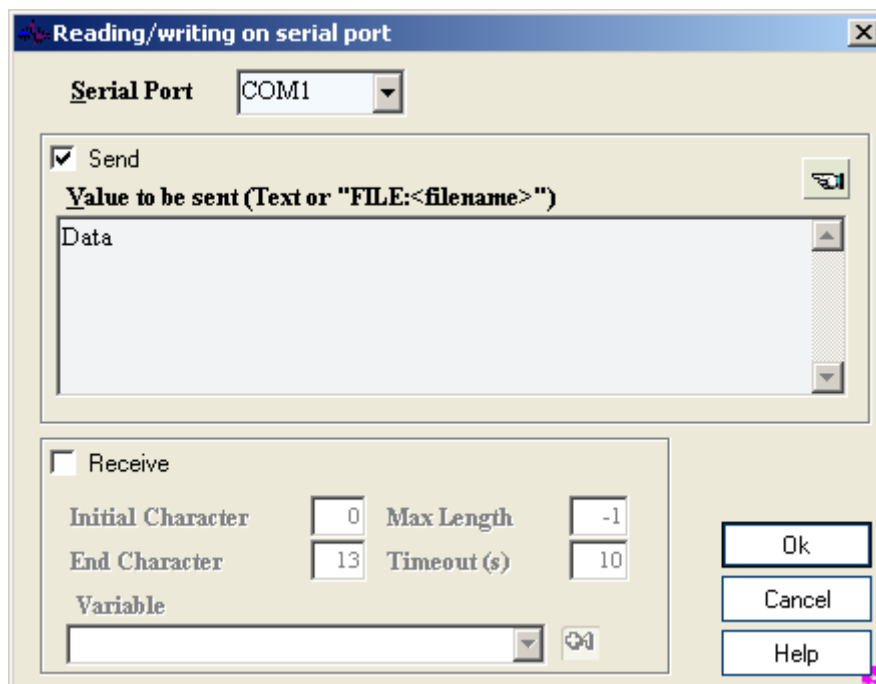 Reading/writing on serial port
Serial Port COM1
Send
Value to be sent (Text or "FILE:<filename>")
Data
Receive
Initial Character 0 Max Length -1
End Character 13 Timeout (s) 10
Variable
Ok
Cancel
Help